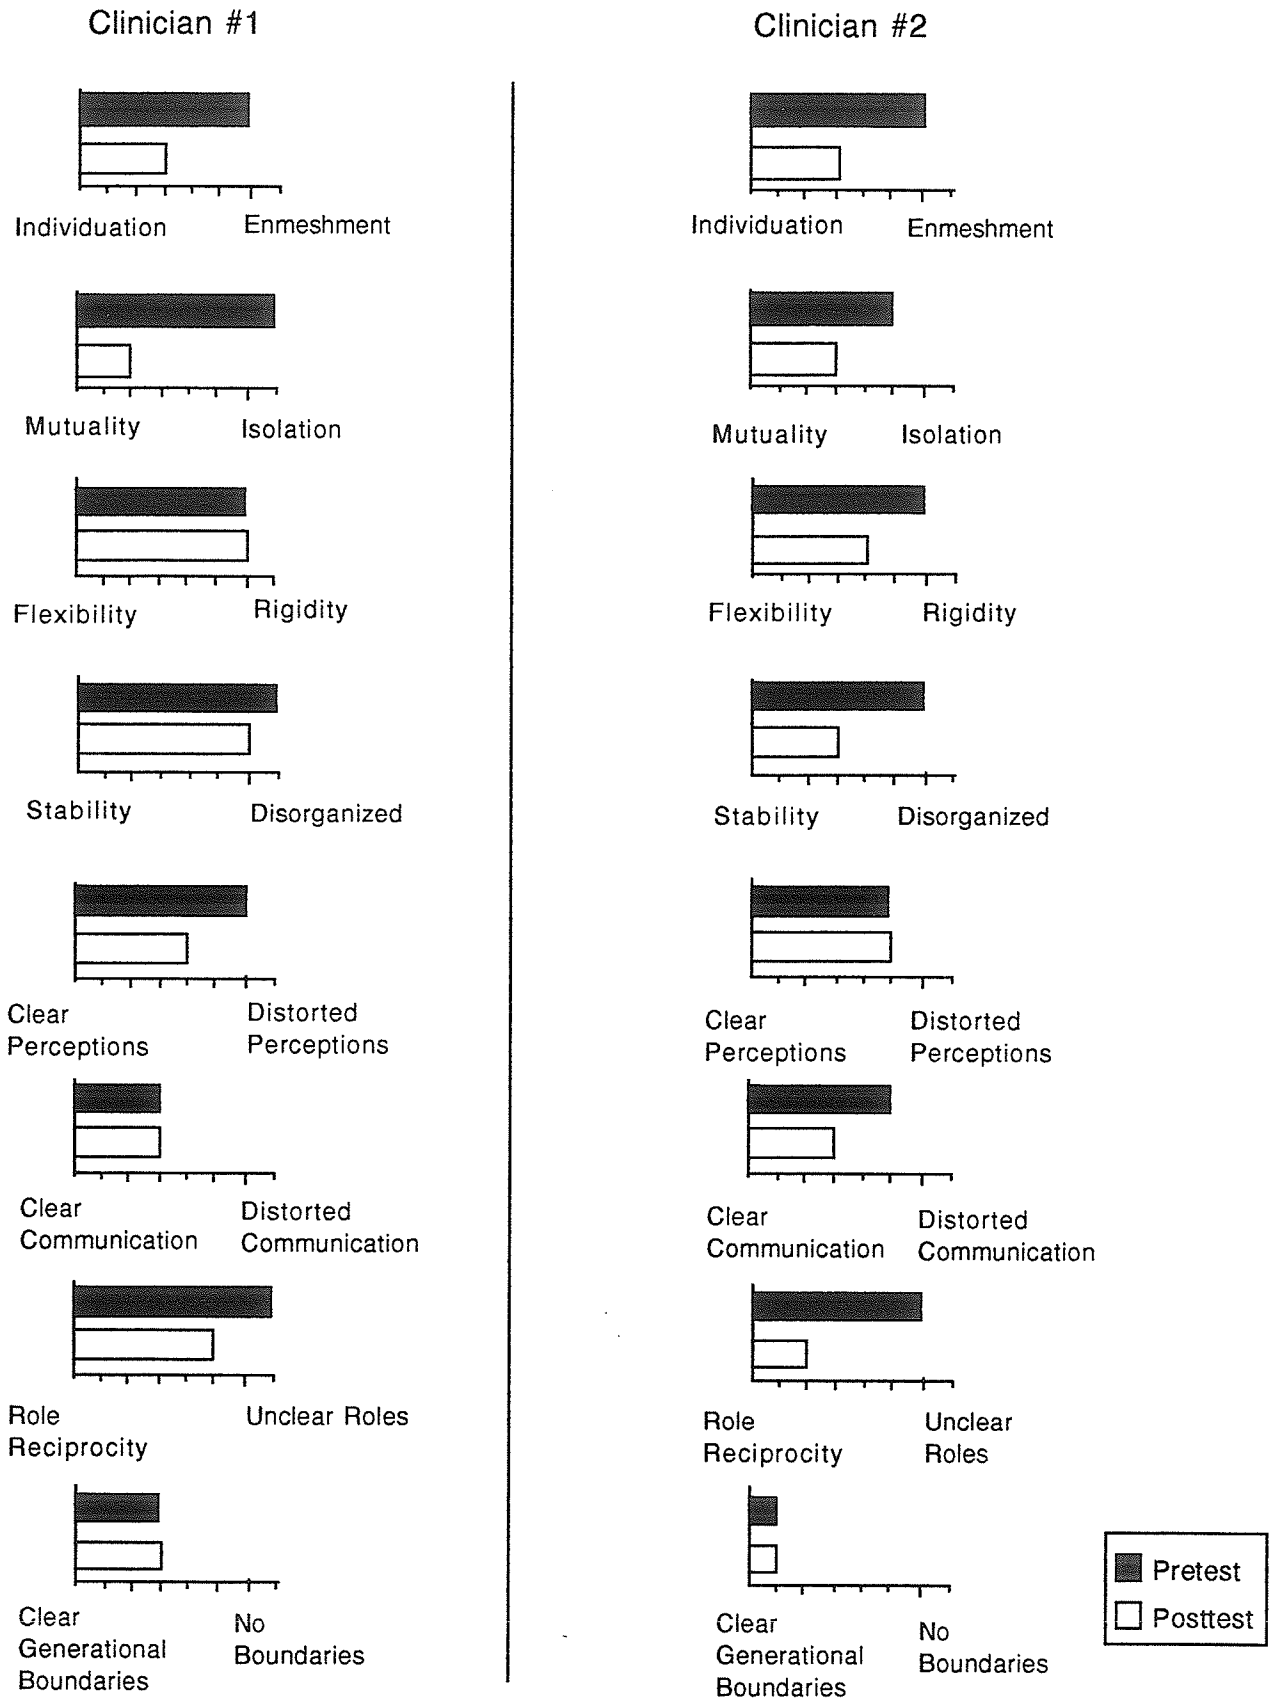 Clinician #1
Individuation Enmeshment
Mutuality Isolation
Flexibility Rigidity
Stability Disorganized
Clear Distorted
Perceptions Perceptions
Clear Distorted
Communication Communication
Role Unclear Roles
Reciprocity
Clear No
Generational Boundaries
Boundaries
Clinician #2
Individuation Enmeshment
Mutuality Isolation
Flexibility Rigidity
Stability Disorganized
Clear Distorted
Perceptions Perceptions
Clear Distorted
Communication Communication
Role Unclear
Reciprocity Roles
Clear No
Generational Boundaries
Boundaries
Pretest
Posttest